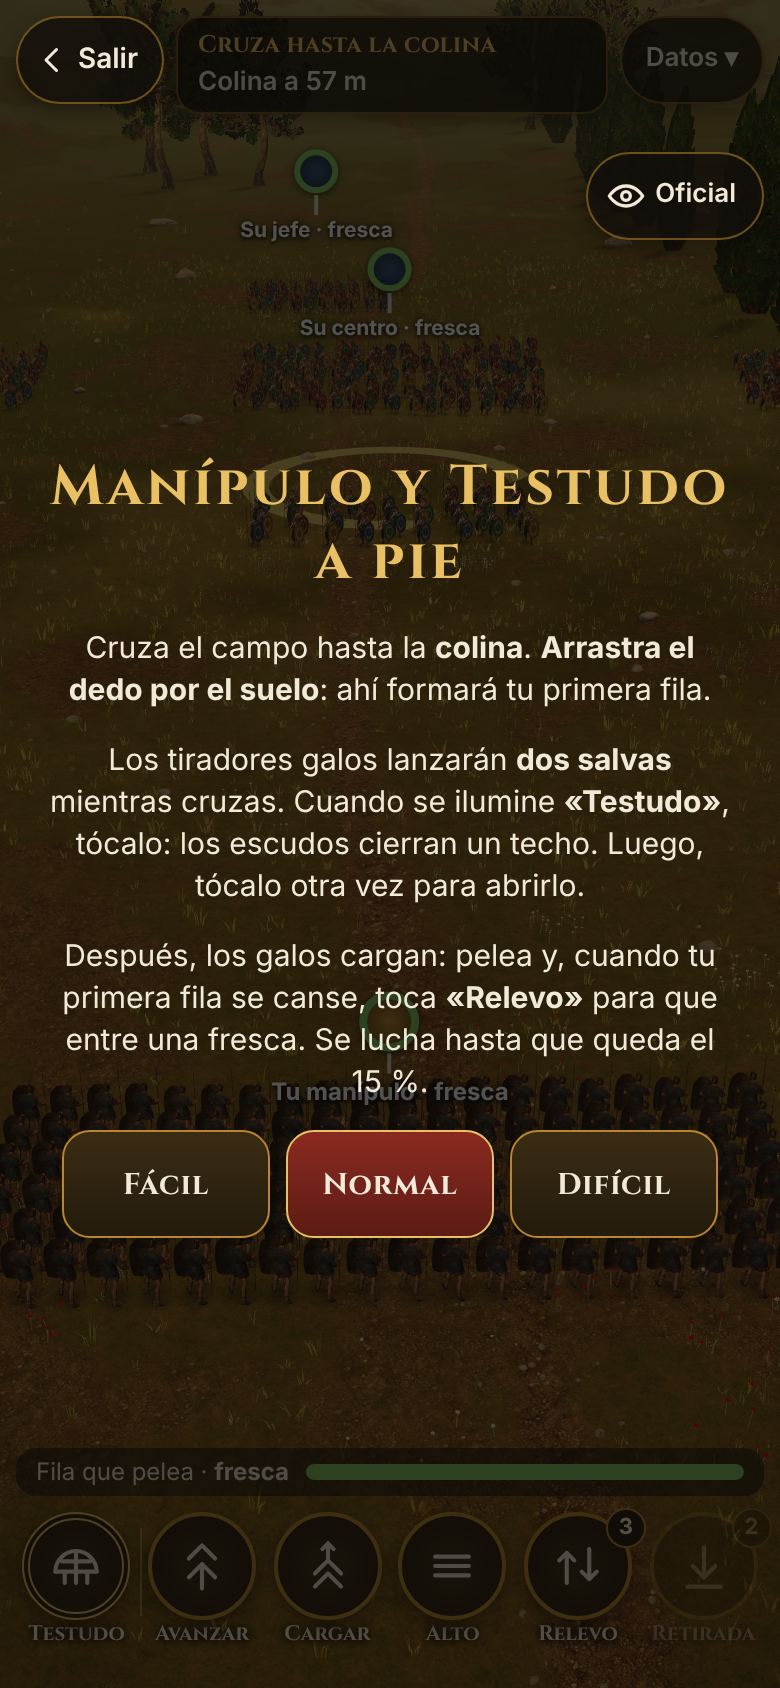 Salir
Cruza hasta la colina
Colina a 57 m
Datos ▾
Oficial
Su jefe · fresca
Su centro · fresca
Manípulo y Testudo
a pie
Cruza el campo hasta la colina. Arrastra el
dedo por el suelo: ahí formará tu primera fila.
Los tiradores galos lanzarán dos salvas
mientras cruzas. Cuando se ilumine «Testudo»,
tócalo: los escudos cierran un techo. Luego,
tócalo otra vez para abrirlo.
Después, los galos cargan: pelea y, cuando tu
primera fila se canse, toca «Relevo» para que
entre una fresca. Se lucha hasta que queda el
15 %.
Tu manípulo · fresca
Fácil
Normal
Difícil
Fila que pelea · fresca
3
2
Testudo
Avanzar
Cargar
Alto
Relevo
Retirada